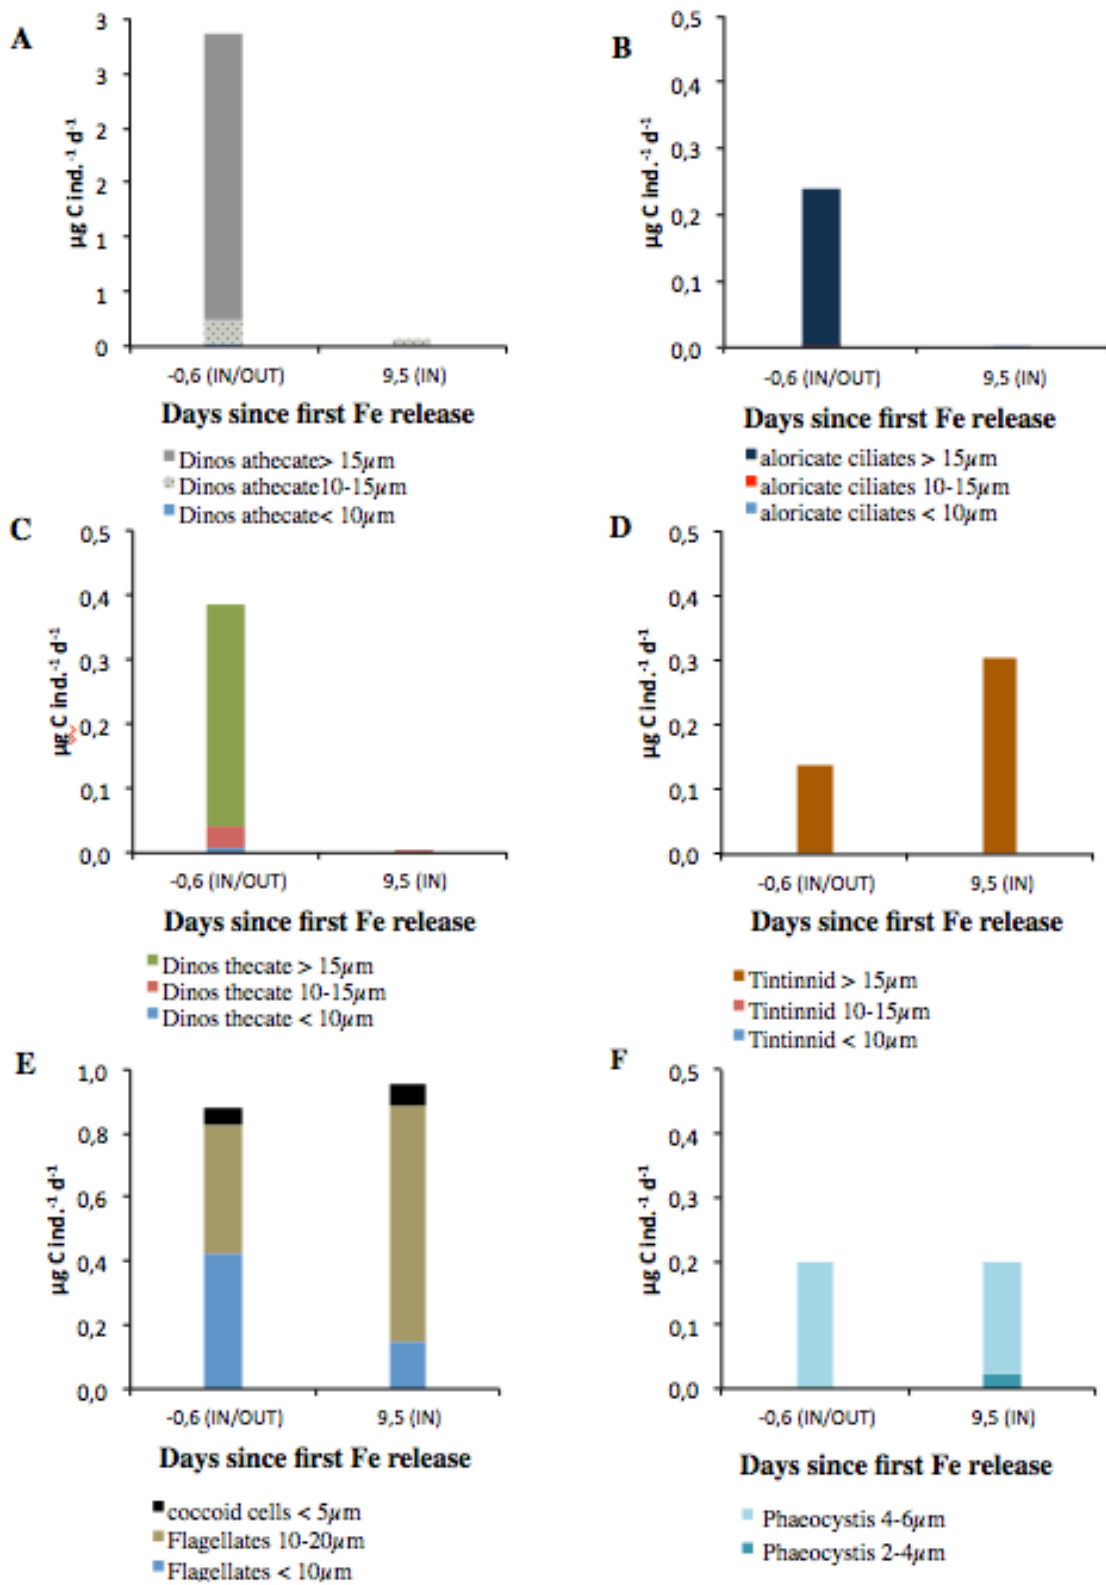 A
3
3
2
2
1
1
0
µg C ind.⁻¹ d⁻¹
-0,6 (IN/OUT) 9,5 (IN)
Days since first Fe release
Dinos athecate> 15µm
Dinos athecate10-15µm
Dinos athecate< 10µm
B
0,5
0,4
0,3
0,2
0,1
0,0
µg C ind.⁻¹ d⁻¹
-0,6 (IN/OUT) 9,5 (IN)
Days since first Fe release
aloricate ciliates > 15µm
aloricate ciliates 10-15µm
aloricate ciliates < 10µm
C
0,5
0,4
0,3
0,2
0,1
0,0
µg C ind.⁻¹ d⁻¹
-0,6 (IN/OUT) 9,5 (IN)
Days since first Fe release
Dinos thecate > 15µm
Dinos thecate 10-15µm
Dinos thecate < 10µm
D
0,5
0,4
0,3
0,2
0,1
0,0
µg C ind.⁻¹ d⁻¹
-0,6 (IN/OUT) 9,5 (IN)
Days since first Fe release
Tintinnid > 15µm
Tintinnid 10-15µm
Tintinnid < 10µm
E
1,0
0,8
0,6
0,4
0,2
0,0
µg C ind.⁻¹ d⁻¹
-0,6 (IN/OUT) 9,5 (IN)
Days since first Fe release
coccoid cells < 5µm
Flagellates 10-20µm
Flagellates < 10µm
F
0,5
0,4
0,3
0,2
0,1
0,0
µg C ind.⁻¹ d⁻¹
-0,6 (IN/OUT) 9,5 (IN)
Days since first Fe release
Phaeocystis 4-6µm
Phaeocystis 2-4µm